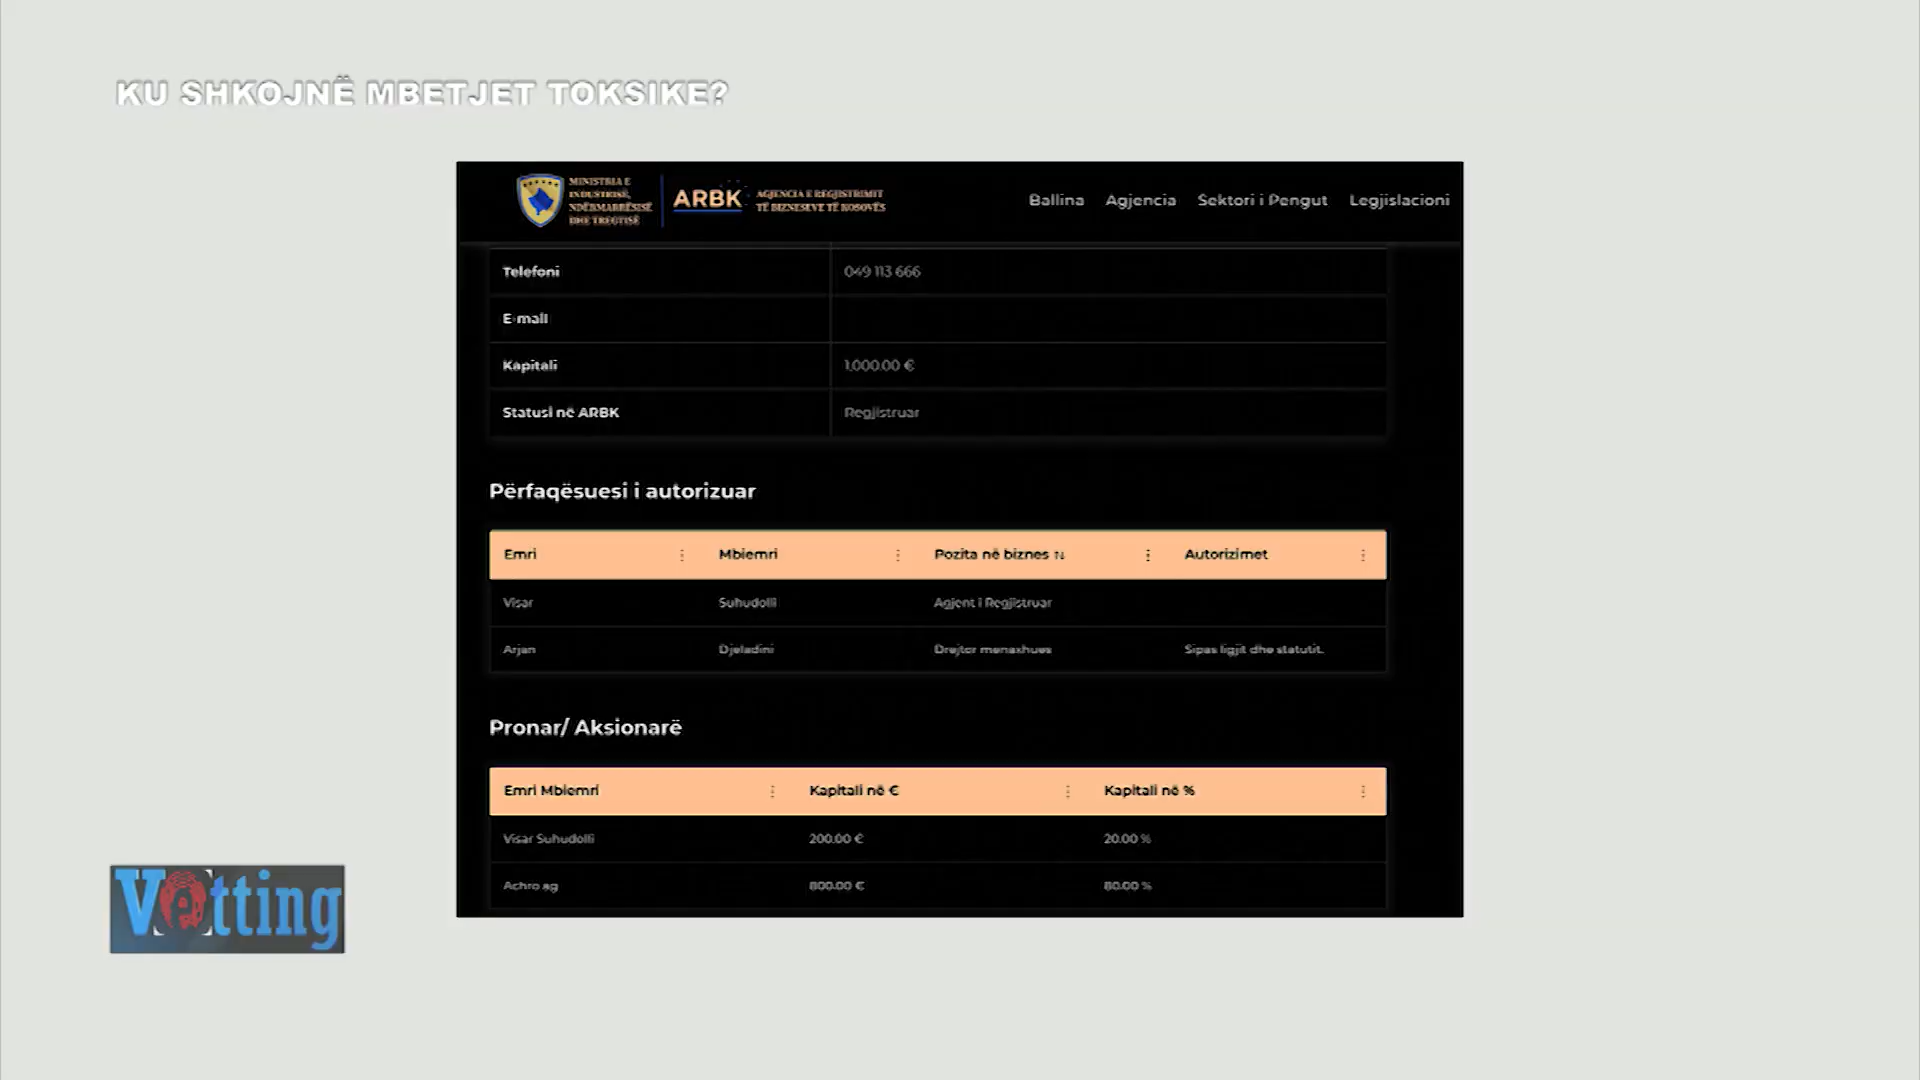 KU SHKOJNË MBETJET TOKSIKE?
MINISTRIA E
INDUSTRISË,
NDËRMARRËSISË
DHE TREGTISË
ARBK
AGJENCIA E REGJISTRIMIT
TË BIZNESEVE TË KOSOVËS
Ballina Agjencia Sektori i Pengut Legjislacioni
Telefoni 049 113 666
E-mail
Kapitali 1,000.00 €
Statusi në ARBK Regjistruar
Përfaqësuesi i autorizuar
Emri Mbiemri Pozita në biznes Autorizimet
Visar Suhudolli Agjent i Regjistruar
Arjan Djeladini Drejtor menaxhues Sipas ligjit dhe statutit.
Pronar/ Aksionarë
Emri Mbiemri Kapitali në € Kapitali në %
Visar Suhudolli 200.00 € 20.00 %
Achro ag 800.00 € 80.00 %
Vetting